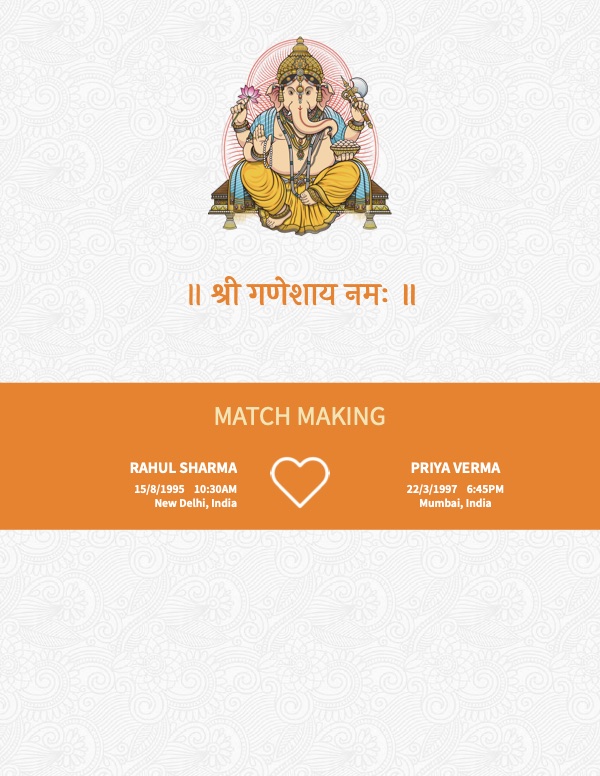 ॥ श्री गणेशाय नमः ॥
MATCH MAKING
RAHUL SHARMA
15/8/1995 10:30AM
New Delhi, India
PRIYA VERMA
22/3/1997 6:45PM
Mumbai, India